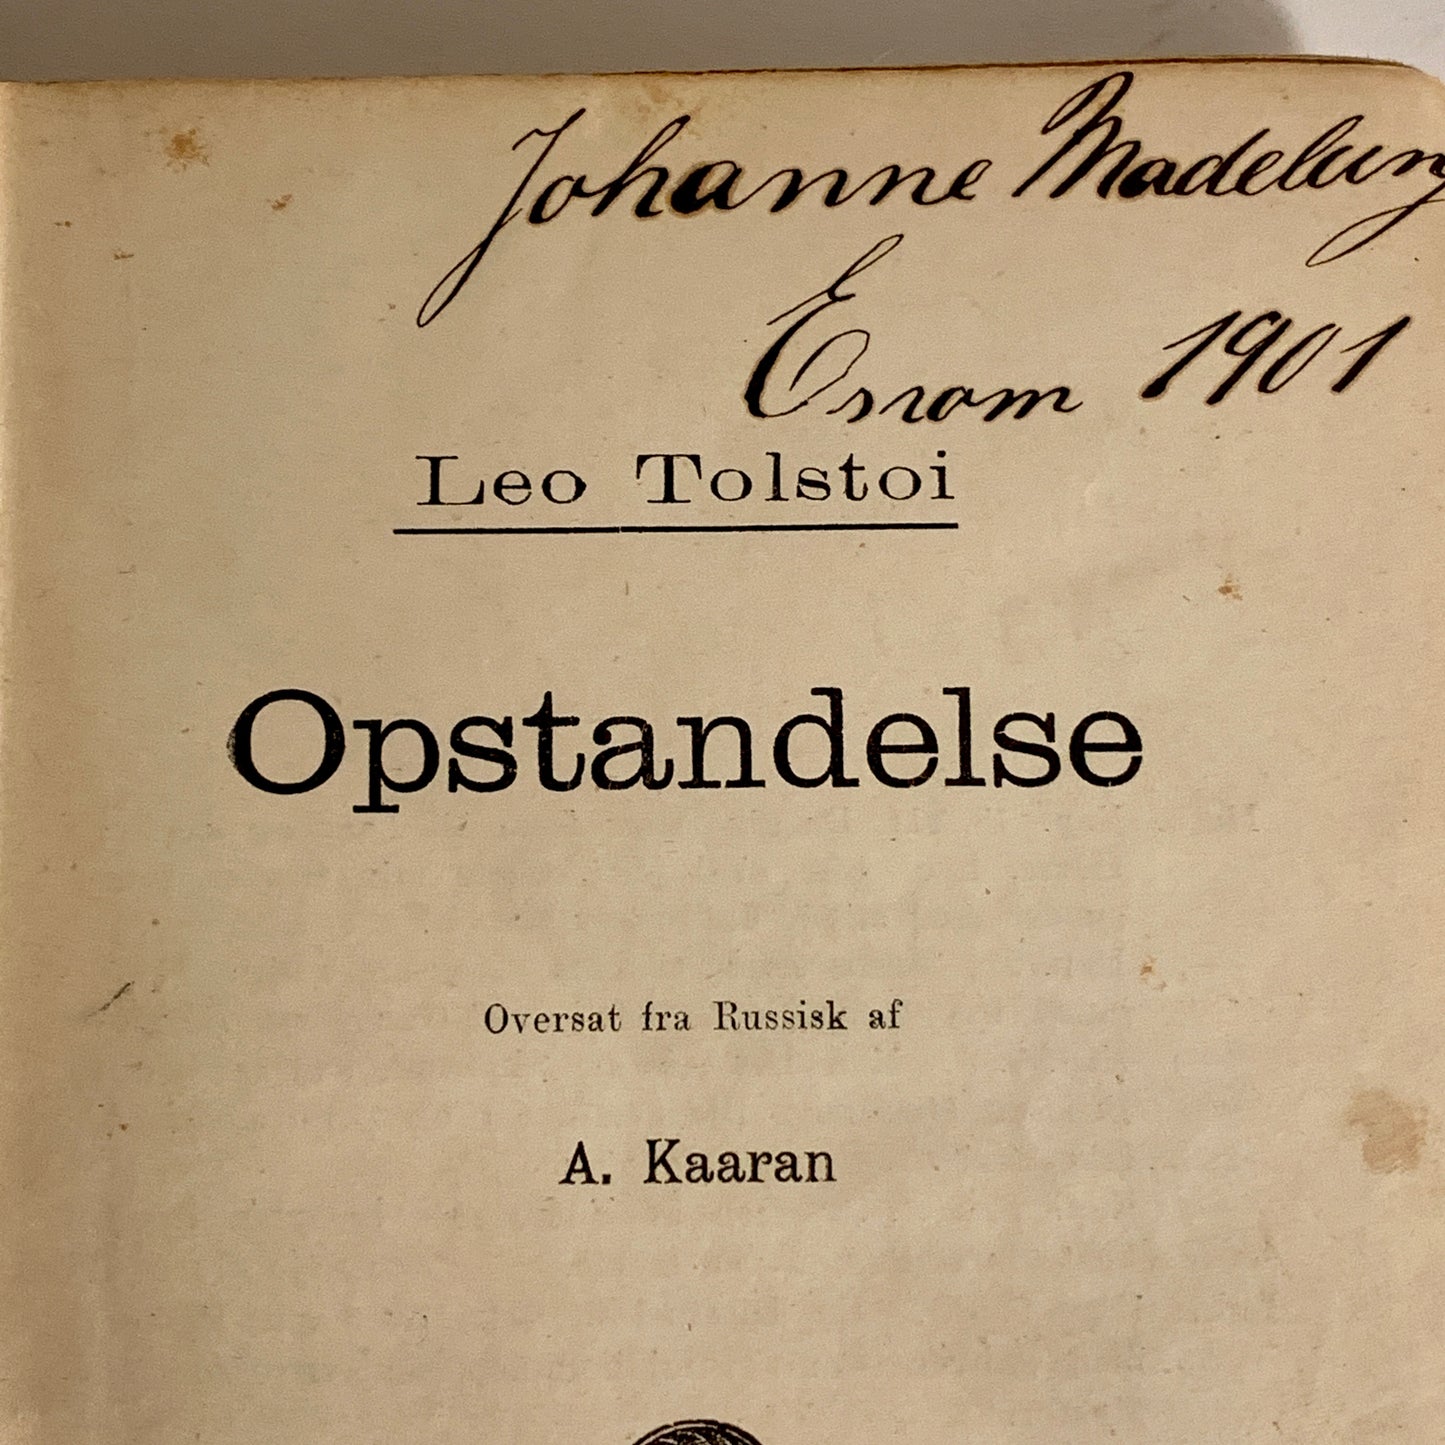 Johanne Madelung
Esrom 1901
Leo Tolstoi
Opstandelse
Oversat fra Russisk af
A. Kaaran